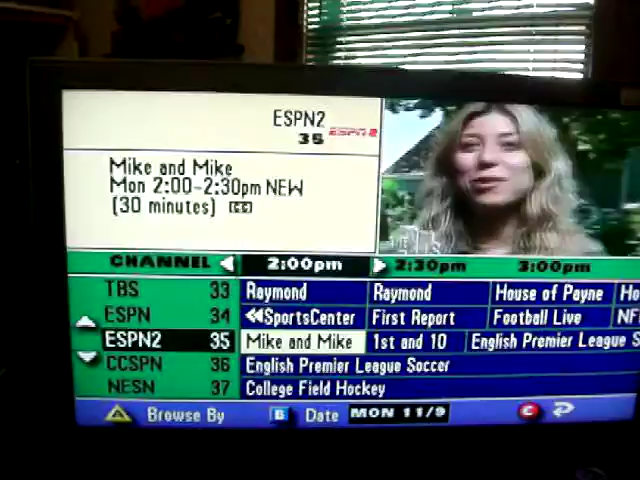 ESPN2
35 ESPN2
Mike and Mike
Mon 2:00-2:30pm NEW
(30 minutes) CC
CHANNEL 2:00pm 2:30pm 3:00pm
TBS 33 Raymond Raymond House of Payne Ho
ESPN 34 SportsCenter First Report Football Live NF
ESPN2 35 Mike and Mike 1st and 10 English Premier League S
CCSPN 36 English Premier League Soccer
NESN 37 College Field Hockey
A Browse By B Date MON 11/9 C